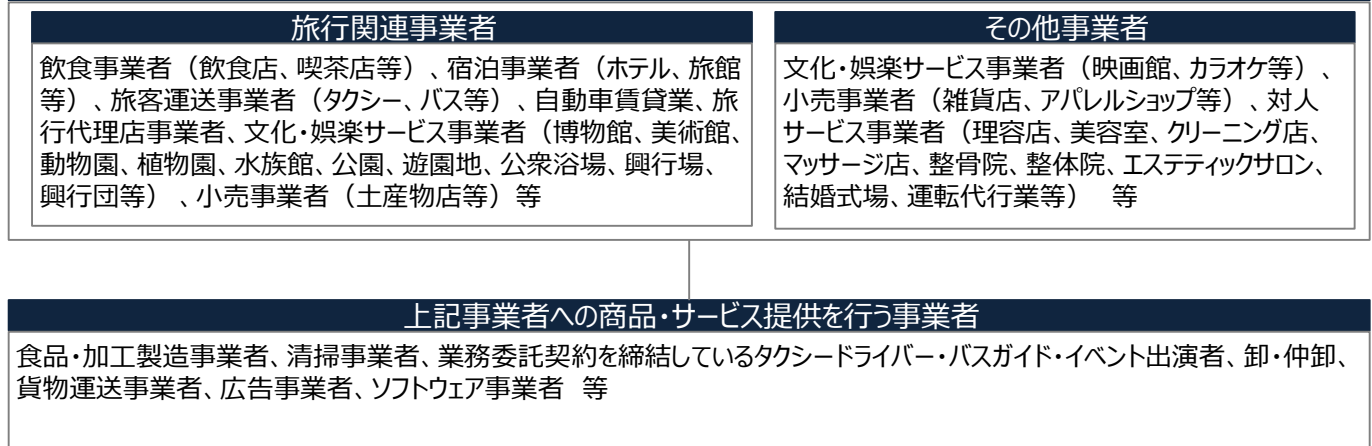 旅行関連事業者
飲食事業者（飲食店、喫茶店等）、宿泊事業者（ホテル、旅館
等）、旅客運送事業者（タクシー、バス等）、自動車賃貸業、旅
行代理店事業者、文化・娯楽サービス事業者（博物館、美術館、
動物園、植物園、水族館、公園、遊園地、公衆浴場、興行場、
興行団等）、小売事業者（土産物店等）等
その他事業者
文化・娯楽サービス事業者（映画館、カラオケ等）、
小売事業者（雑貨店、アパレルショップ等）、対人
サービス事業者（理容店、美容室、クリーニング店、
マッサージ店、整骨院、整体院、エステティックサロン、
結婚式場、運転代行業等）　等
上記事業者への商品・サービス提供を行う事業者
食品・加工製造事業者、清掃事業者、業務委託契約を締結しているタクシードライバー・バスガイド・イベント出演者、卸・仲卸、
貨物運送事業者、広告事業者、ソフトウェア事業者　等